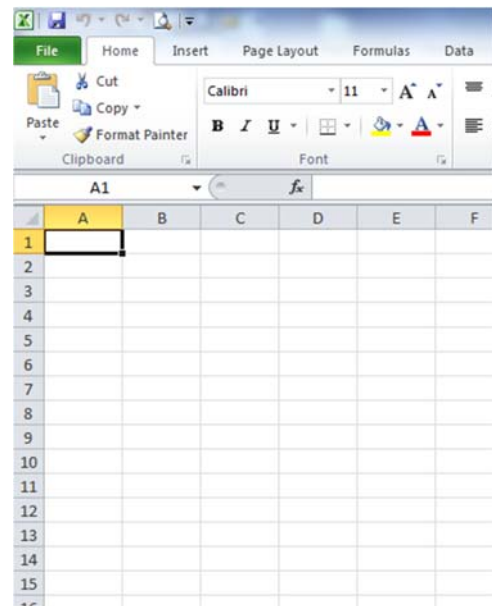 File Home Insert Page Layout Formulas Data
Cut
Copy
Format Painter
Paste
Calibri 11 A A
B I U A
Clipboard Font
A1 fx
A B C D E F
1
2
3
4
5
6
7
8
9
10
11
12
13
14
15
16